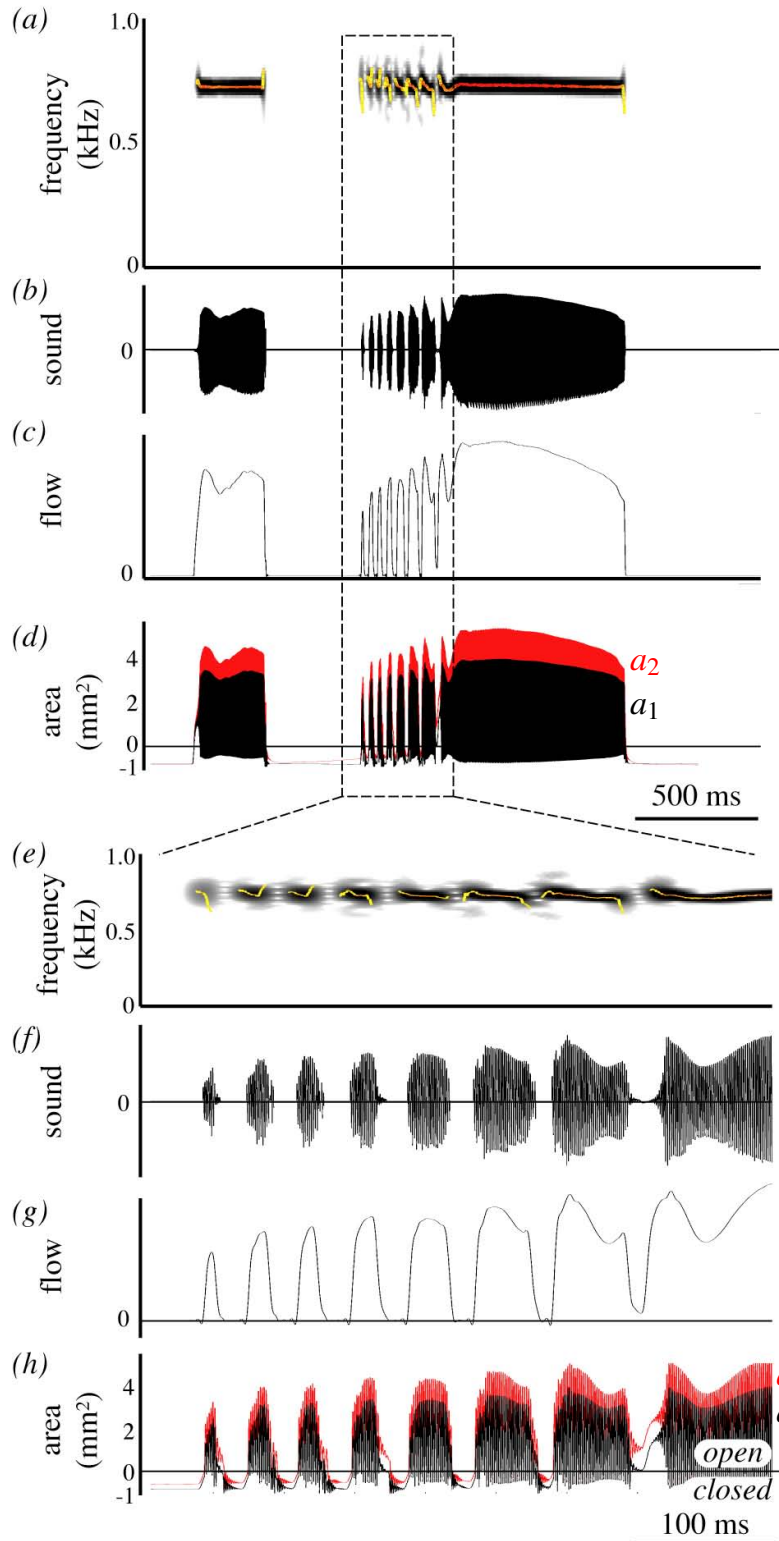 (a)
1.0
frequency
(kHz)
0.5
0
(b)
sound
0
(c)
flow
0
(d)
area
(mm²)
4
2
0
-1
a₂
a₁
500 ms
(e)
frequency
(kHz)
1.0
0.5
0
(f)
sound
0
(g)
flow
0
(h)
area
(mm²)
4
2
0
-1
open
closed
100 ms